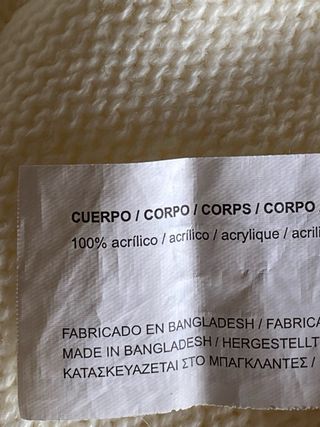 CUERPO / CORPO / CORPS / CORPO
100% acrílico / acrílico / acrylique / acrili
FABRICADO EN BANGLADESH / FABRICA
MADE IN BANGLADESH / HERGESTELLT
ΚΑΤΑΣΚΕΥΑΖΕΤΑΙ ΣΤΟ ΜΠΑΓΚΛΑΝΤΕΣ /